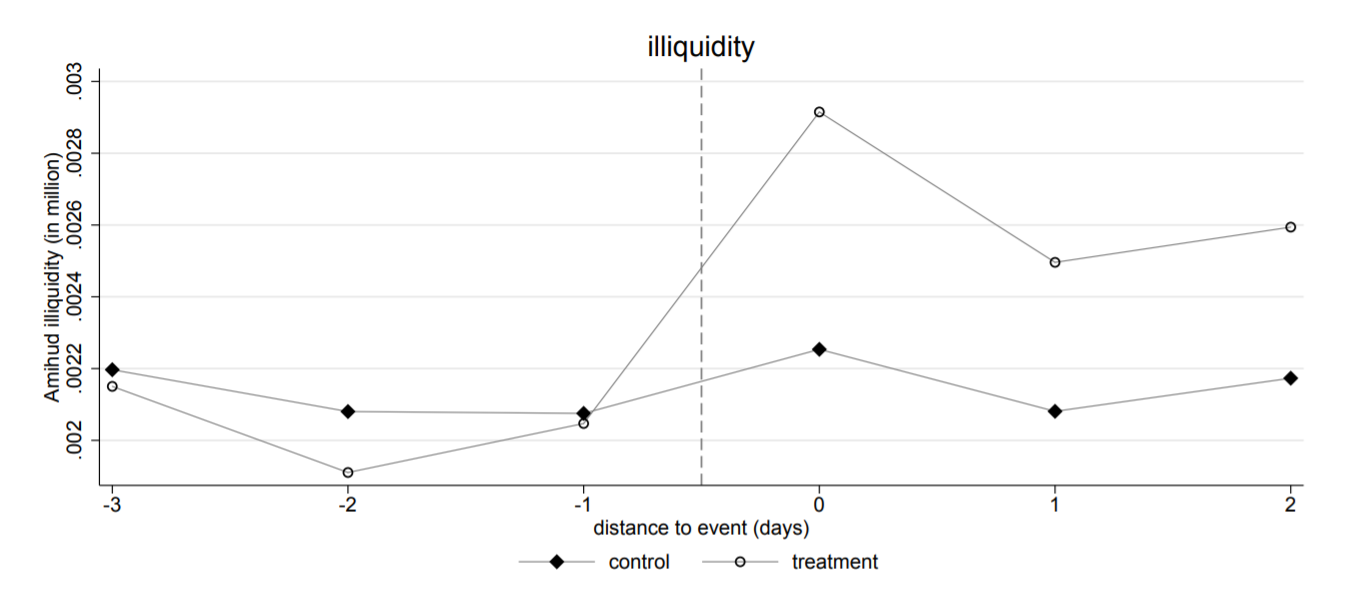 illiquidity
Amihud illiquidity (in million)
.003
.0028
.0026
.0024
.0022
.002
-3 -2 -1 0 1 2
distance to event (days)
control treatment